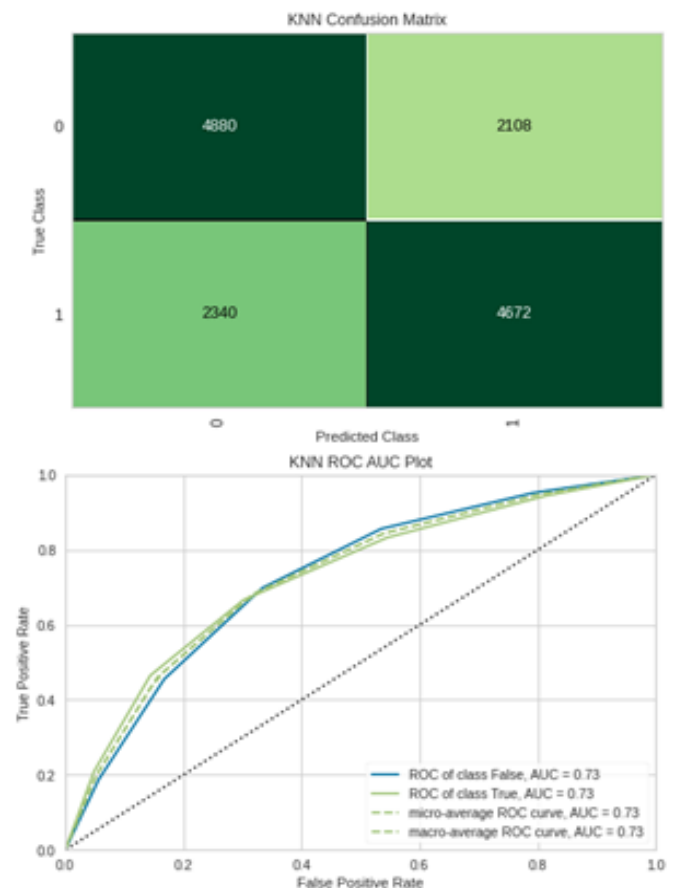 KNN Confusion Matrix
0
4880
2108
True Class
1
2340
4672
0
1
Predicted Class
KNN ROC AUC Plot
1.0
0.8
0.6
0.4
0.2
0.0
True Positive Rate
ROC of class False, AUC = 0.73
ROC of class True, AUC = 0.73
micro-average ROC curve, AUC = 0.73
macro-average ROC curve, AUC = 0.73
0.0 0.2 0.4 0.6 0.8 1.0
False Positive Rate